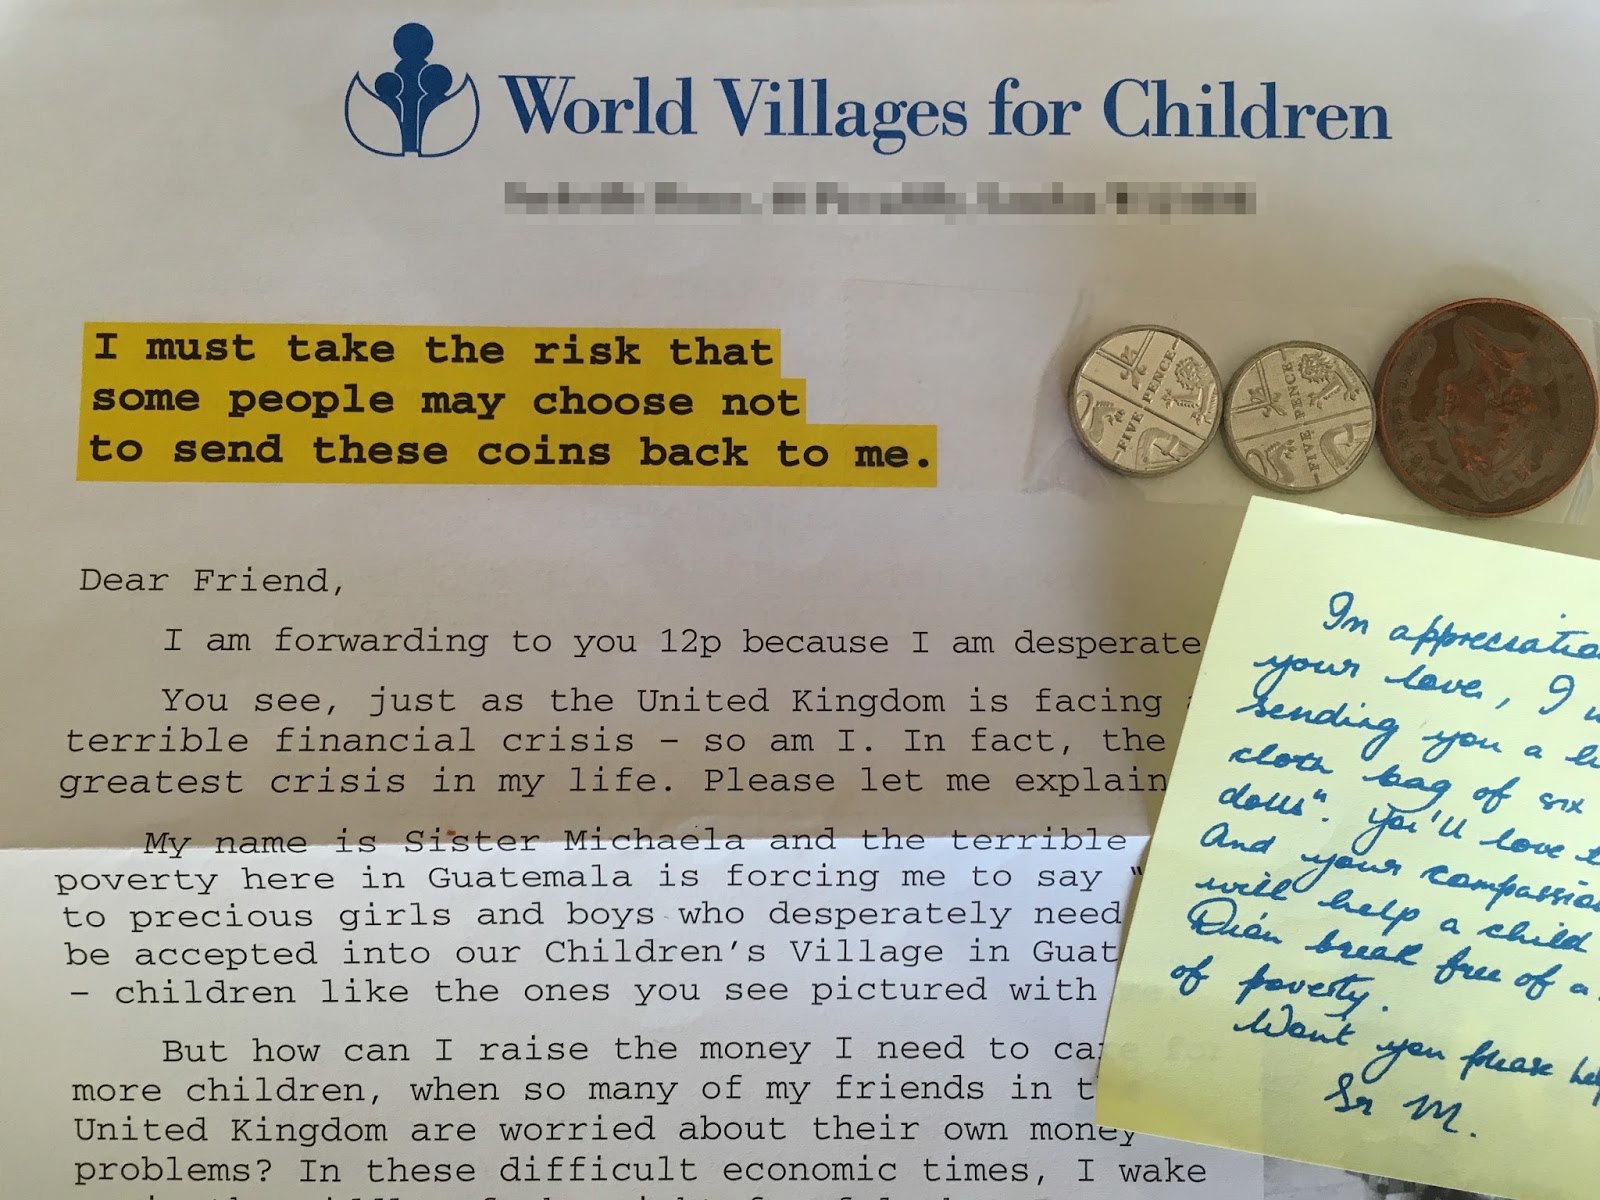 World Villages for Children
I must take the risk that
some people may choose not
to send these coins back to me.
FIVE PENCE
FIVE PENCE
Dear Friend,
I am forwarding to you 12p because I am desperate
You see, just as the United Kingdom is facing
terrible financial crisis – so am I. In fact, the
greatest crisis in my life. Please let me explain
My name is Sister Michaela and the terrible
poverty here in Guatemala is forcing me to say "
to precious girls and boys who desperately need
be accepted into our Children's Village in Guat
– children like the ones you see pictured with
But how can I raise the money I need to care for
more children, when so many of my friends in
United Kingdom are worried about their own money
problems? In these difficult economic times, I wake
In appreciatio
your love, I
sending you a
cloth bag of six
dolls". You'll love
And your compassio
will help a child
break free of a
of poverty.
Won't you please hel
Sr M.